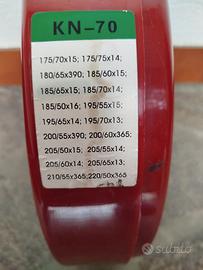 KN-70
175/70x15; 175/75x14;
180/65x390; 185/60x15;
185/65x15; 185/70x14;
185/50x16; 195/55x15;
195/65x14; 195/70x13;
200/55x390; 200/60x365;
205/50x15; 205/55x14;
205/60x14; 205/65x13;
210/55x365;220/50x365
subito